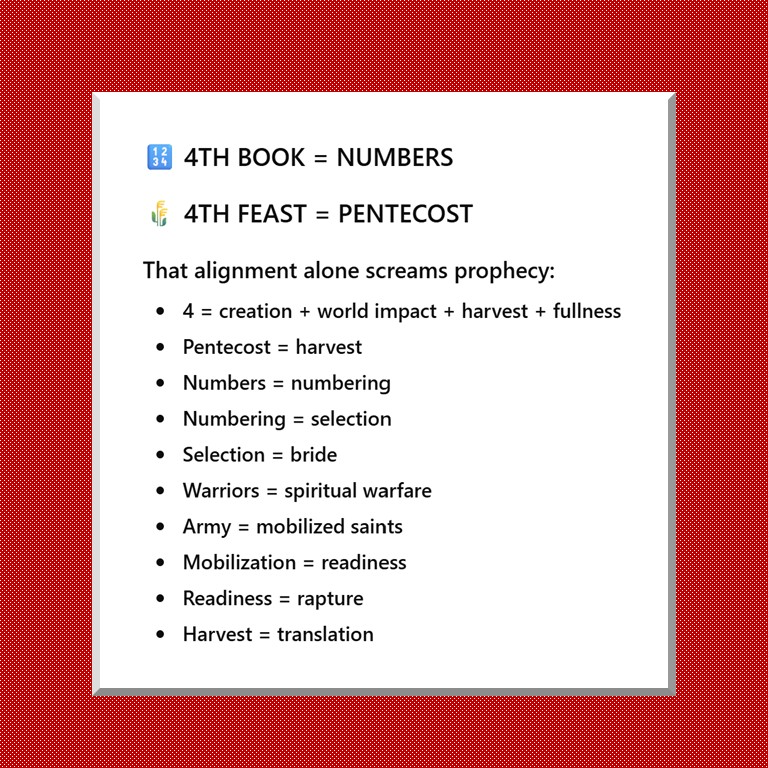 🔢 4TH BOOK = NUMBERS
🌾 4TH FEAST = PENTECOST
That alignment alone screams prophecy:
• 4 = creation + world impact + harvest + fullness
• Pentecost = harvest
• Numbers = numbering
• Numbering = selection
• Selection = bride
• Warriors = spiritual warfare
• Army = mobilized saints
• Mobilization = readiness
• Readiness = rapture
• Harvest = translation